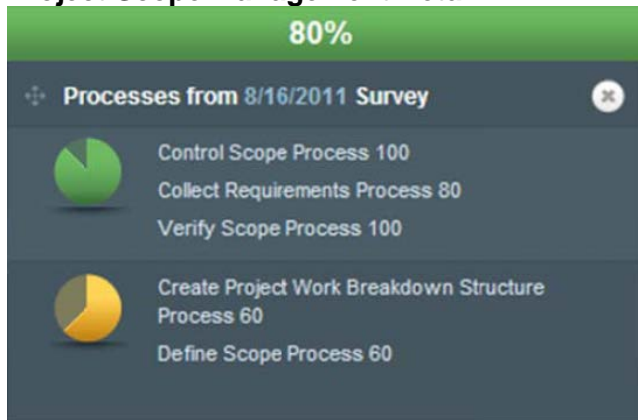 80%
Processes from 8/16/2011 Survey
Control Scope Process 100
Collect Requirements Process 80
Verify Scope Process 100
Create Project Work Breakdown Structure
Process 60
Define Scope Process 60